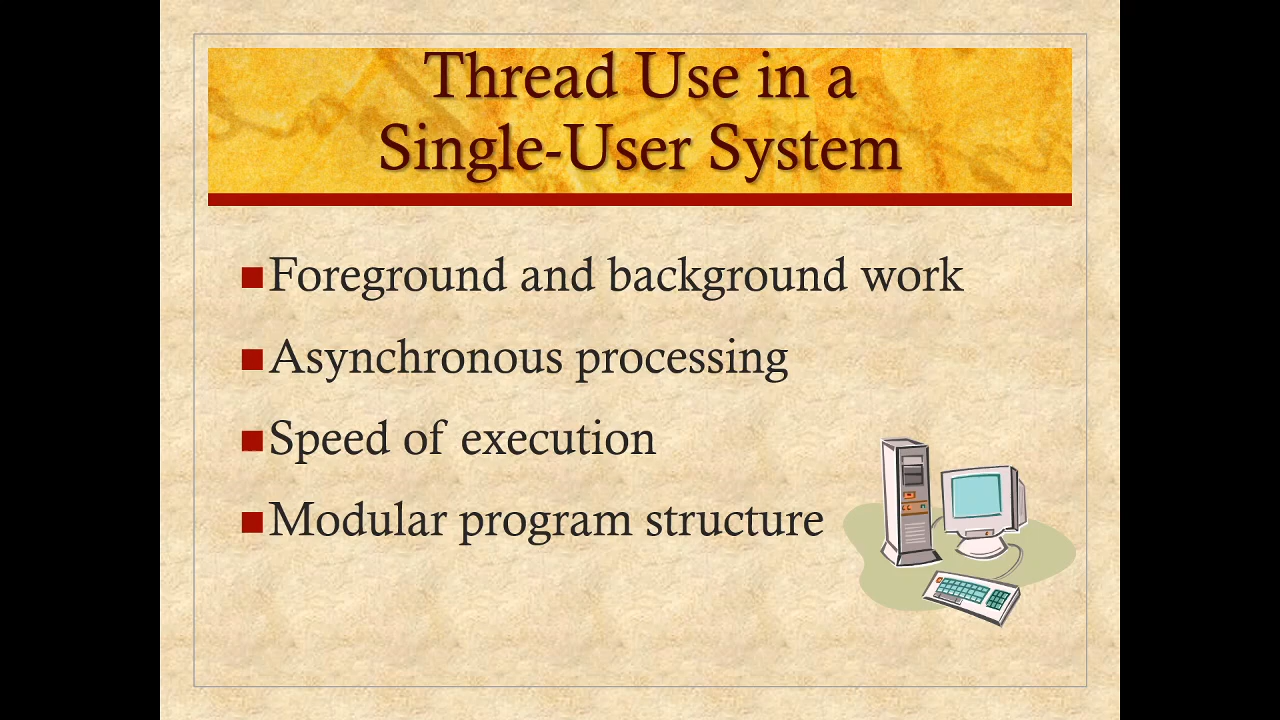 Thread Use in a
Single-User System
Foreground and background work
Asynchronous processing
Speed of execution
Modular program structure